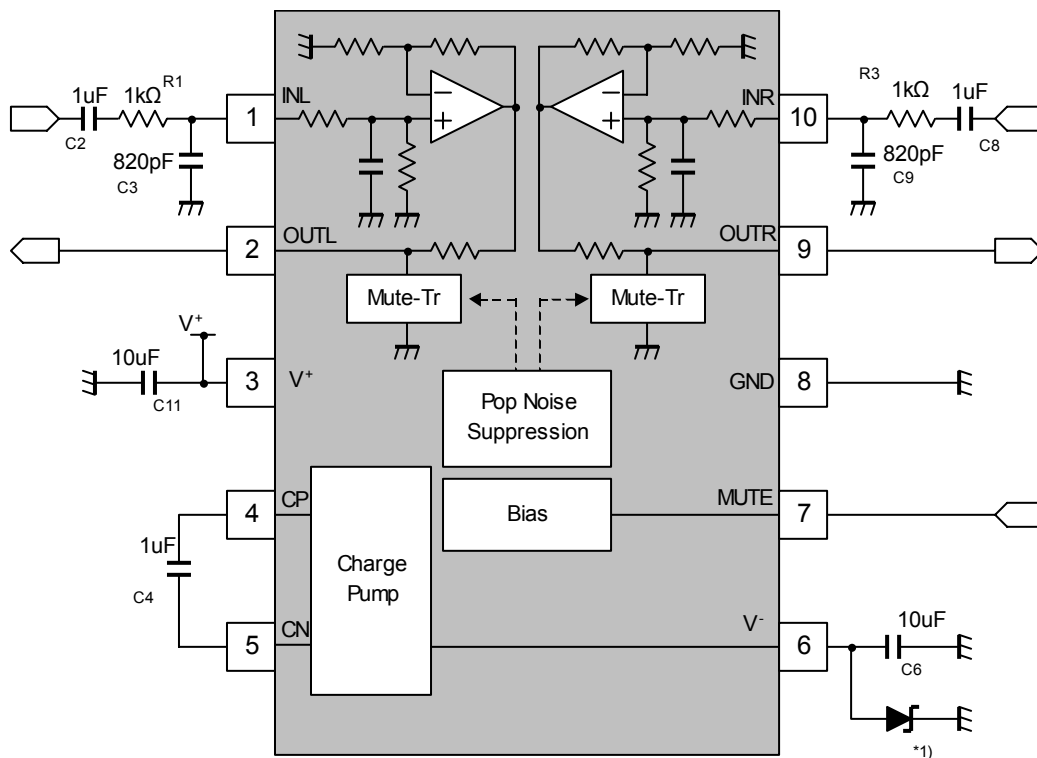 1uF
1kΩ
R1
C2
820pF
C3
1
INL
INR
10
R3
1kΩ
1uF
C8
820pF
C9
−
+
−
+
2
OUTL
OUTR
9
Mute-Tr
Mute-Tr
V+
10uF
C11
3
V+
GND
8
Pop Noise
Suppression
4
CP
MUTE
7
Bias
1uF
C4
Charge
Pump
5
CN
V-
6
10uF
C6
*1)